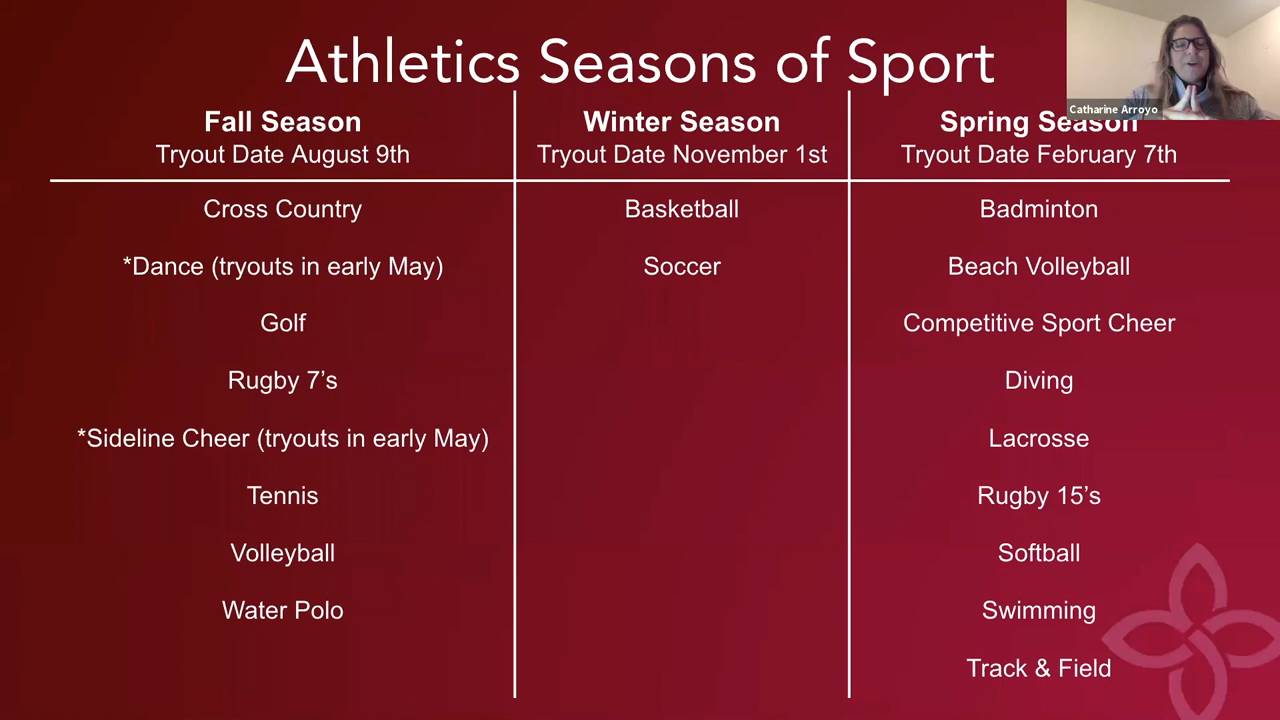 Athletics Seasons of Sport
Catharine Arroyo
Fall Season
Tryout Date August 9th
Cross Country
*Dance (tryouts in early May)
Golf
Rugby 7’s
*Sideline Cheer (tryouts in early May)
Tennis
Volleyball
Water Polo
Winter Season
Tryout Date November 1st
Basketball
Soccer
Spring Season
Tryout Date February 7th
Badminton
Beach Volleyball
Competitive Sport Cheer
Diving
Lacrosse
Rugby 15’s
Softball
Swimming
Track & Field